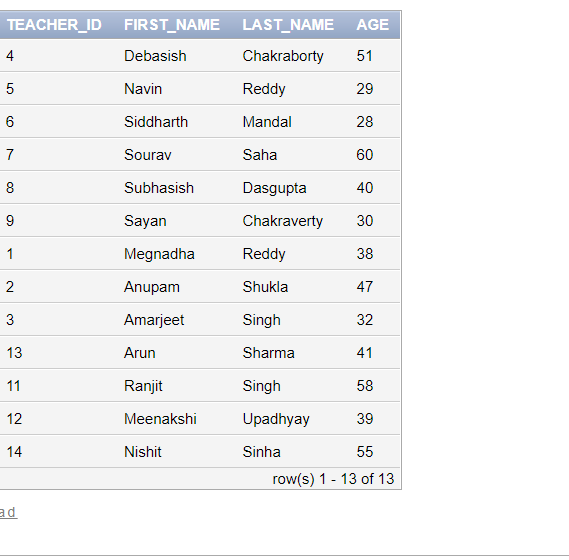 TEACHER_ID FIRST_NAME LAST_NAME AGE
4 Debasish Chakraborty 51
5 Navin Reddy 29
6 Siddharth Mandal 28
7 Sourav Saha 60
8 Subhasish Dasgupta 40
9 Sayan Chakraverty 30
1 Megnadha Reddy 38
2 Anupam Shukla 47
3 Amarjeet Singh 32
13 Arun Sharma 41
11 Ranjit Singh 58
12 Meenakshi Upadhyay 39
14 Nishit Sinha 55
row(s) 1 - 13 of 13
ad